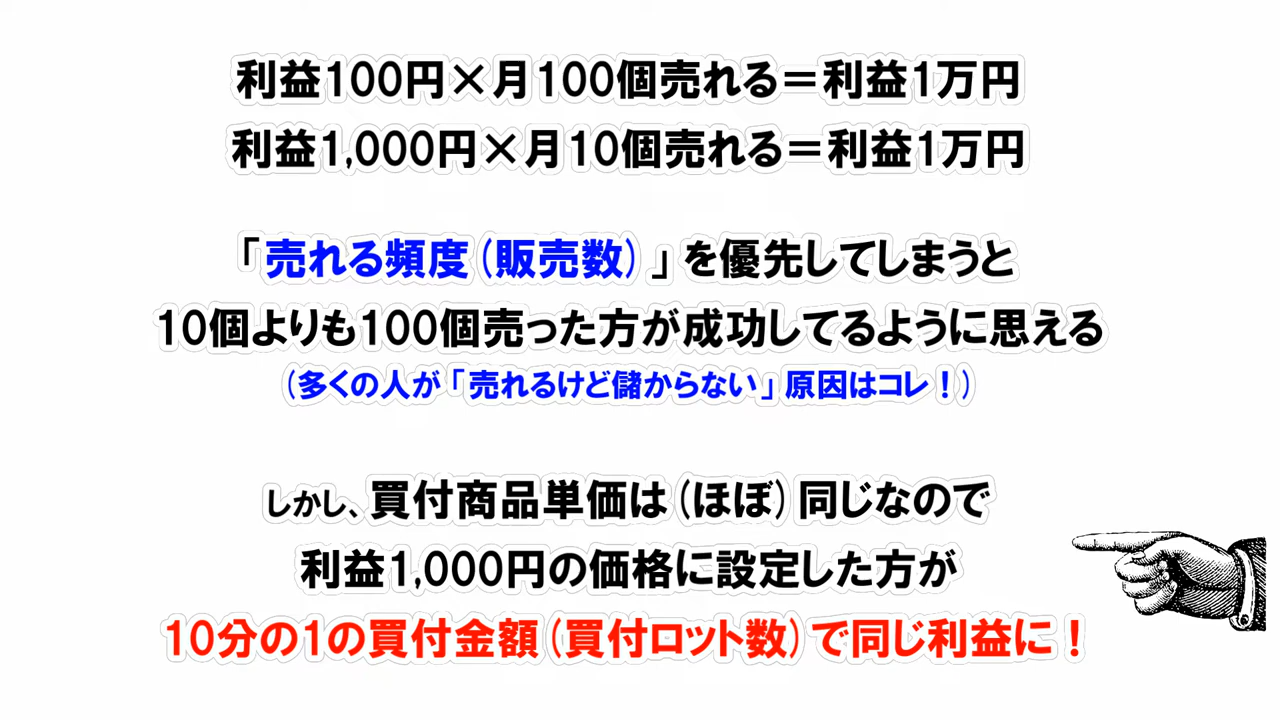 利益100円×月100個売れる＝利益1万円
利益1,000円×月10個売れる＝利益1万円
「売れる頻度(販売数)」を優先してしまうと
10個よりも100個売った方が成功してるように思える
(多くの人が「売れるけど儲からない」原因はコレ！)
しかし、買付商品単価は(ほぼ)同じなので
利益1,000円の価格に設定した方が
10分の1の買付金額(買付ロット数)で同じ利益に！